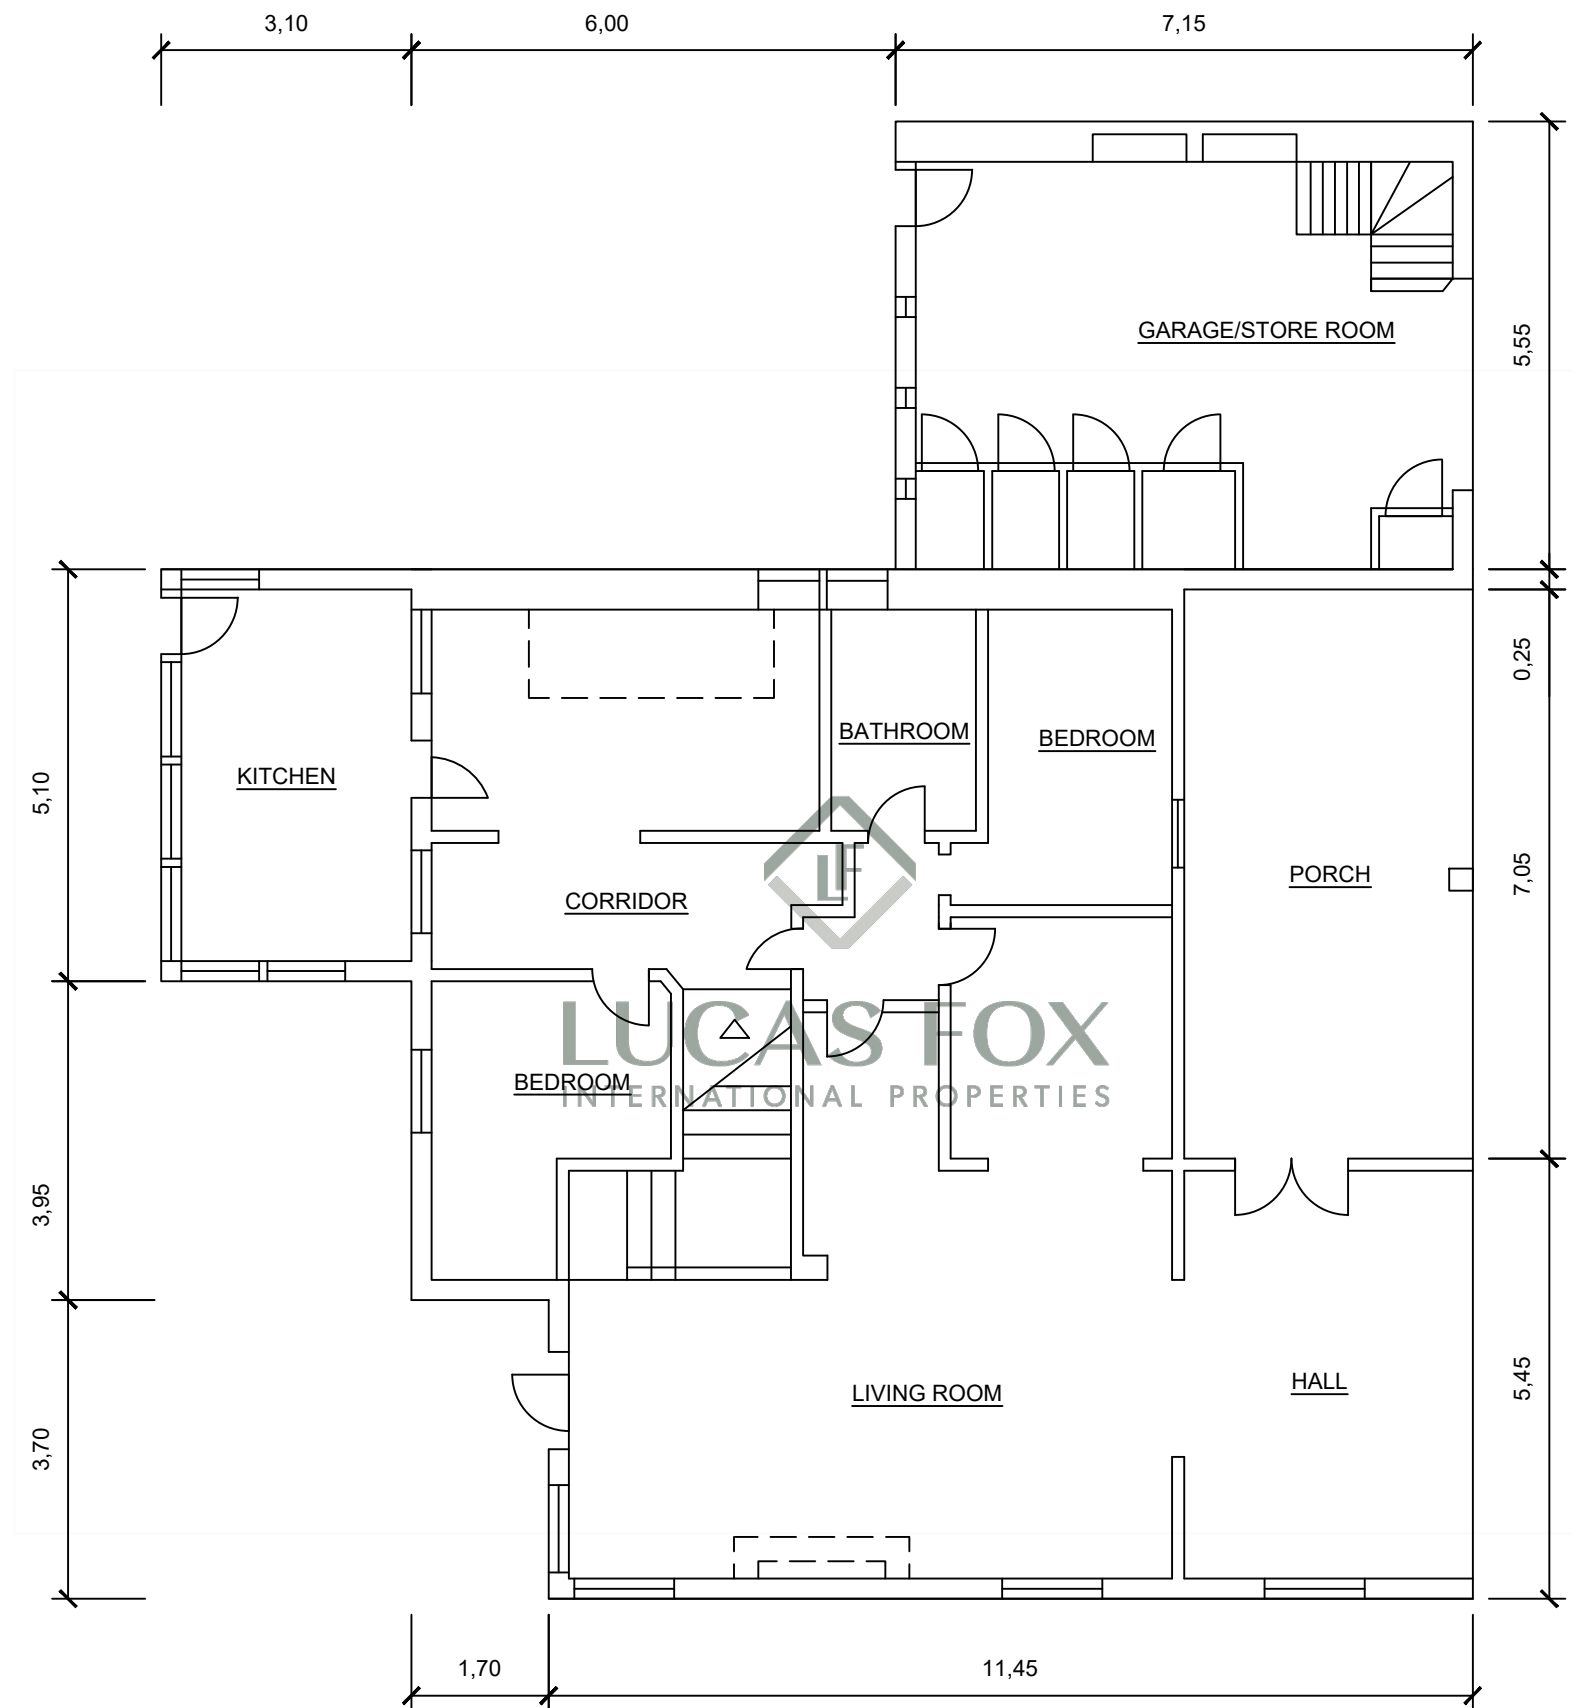 3,10
6,00
7,15
GARAGE/STORE ROOM
5,55
0,25
BATHROOM
BEDROOM
KITCHEN
5,10
PORCH
7,05
LF
CORRIDOR
LUCAS FOX
BEDROOM
INTERNATIONAL PROPERTIES
3,95
HALL
5,45
LIVING ROOM
3,70
1,70
11,45